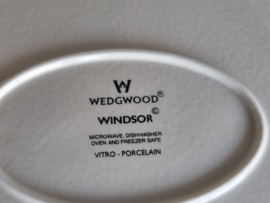 W
WEDGWOOD®
WINDSOR©
MICROWAVE, DISHWASHER,
OVEN AND FREEZER SAFE
VITRO - PORCELAIN